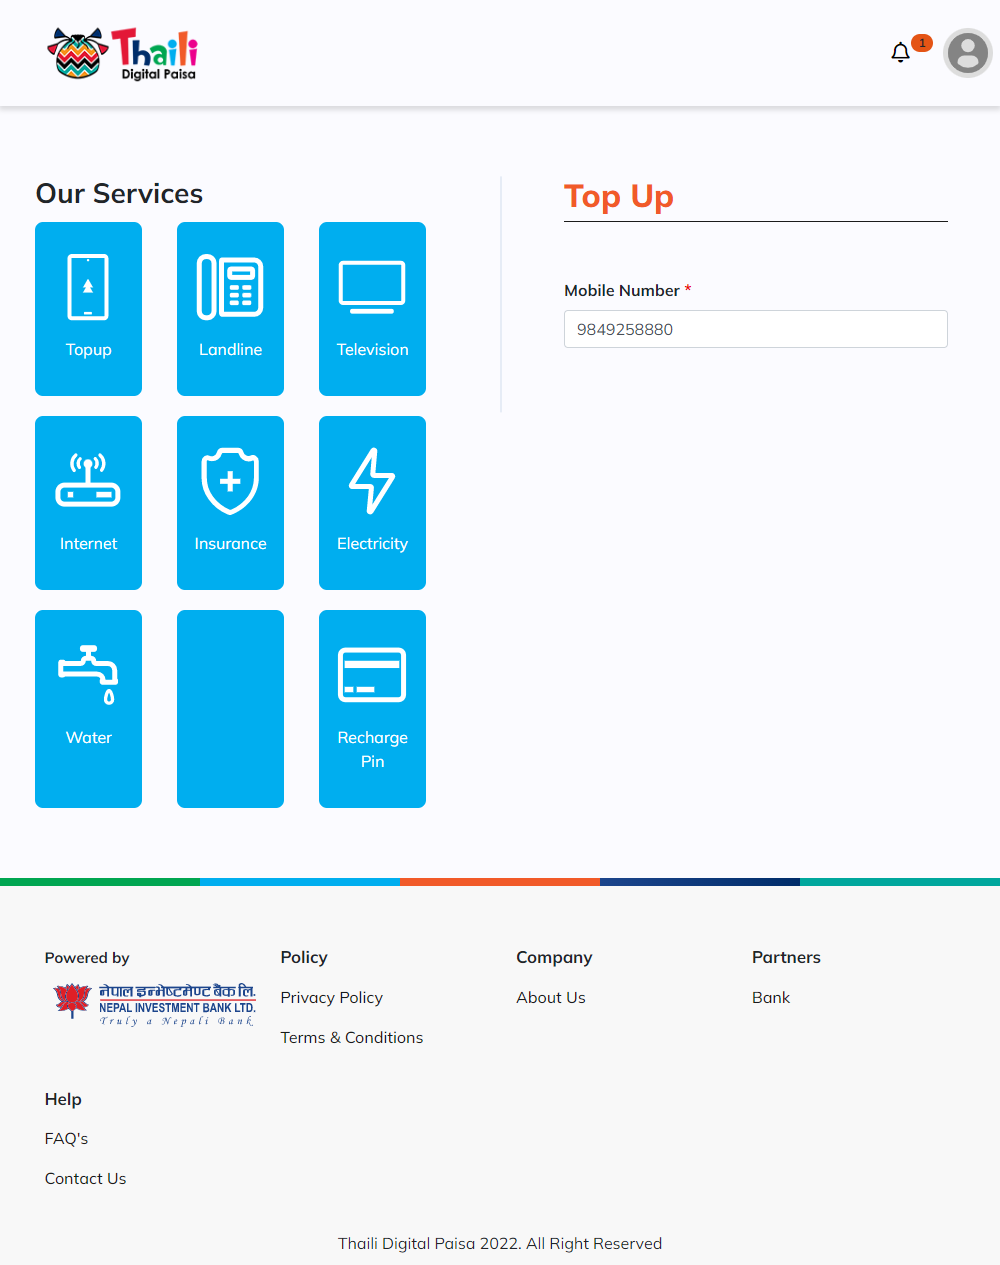 Thaili
Digital Paisa
1
Our Services
Topup
Landline
Television
Internet
Insurance
Electricity
Water
Recharge
Pin
Top Up
Mobile Number *
9849258880
Powered by
नेपाल इन्भेष्टमेण्ट बैंक लि.
NEPAL INVESTMENT BANK LTD.
Truly a Nepali Bank
Policy
Privacy Policy
Terms & Conditions
Company
About Us
Partners
Bank
Help
FAQ's
Contact Us
Thaili Digital Paisa 2022. All Right Reserved